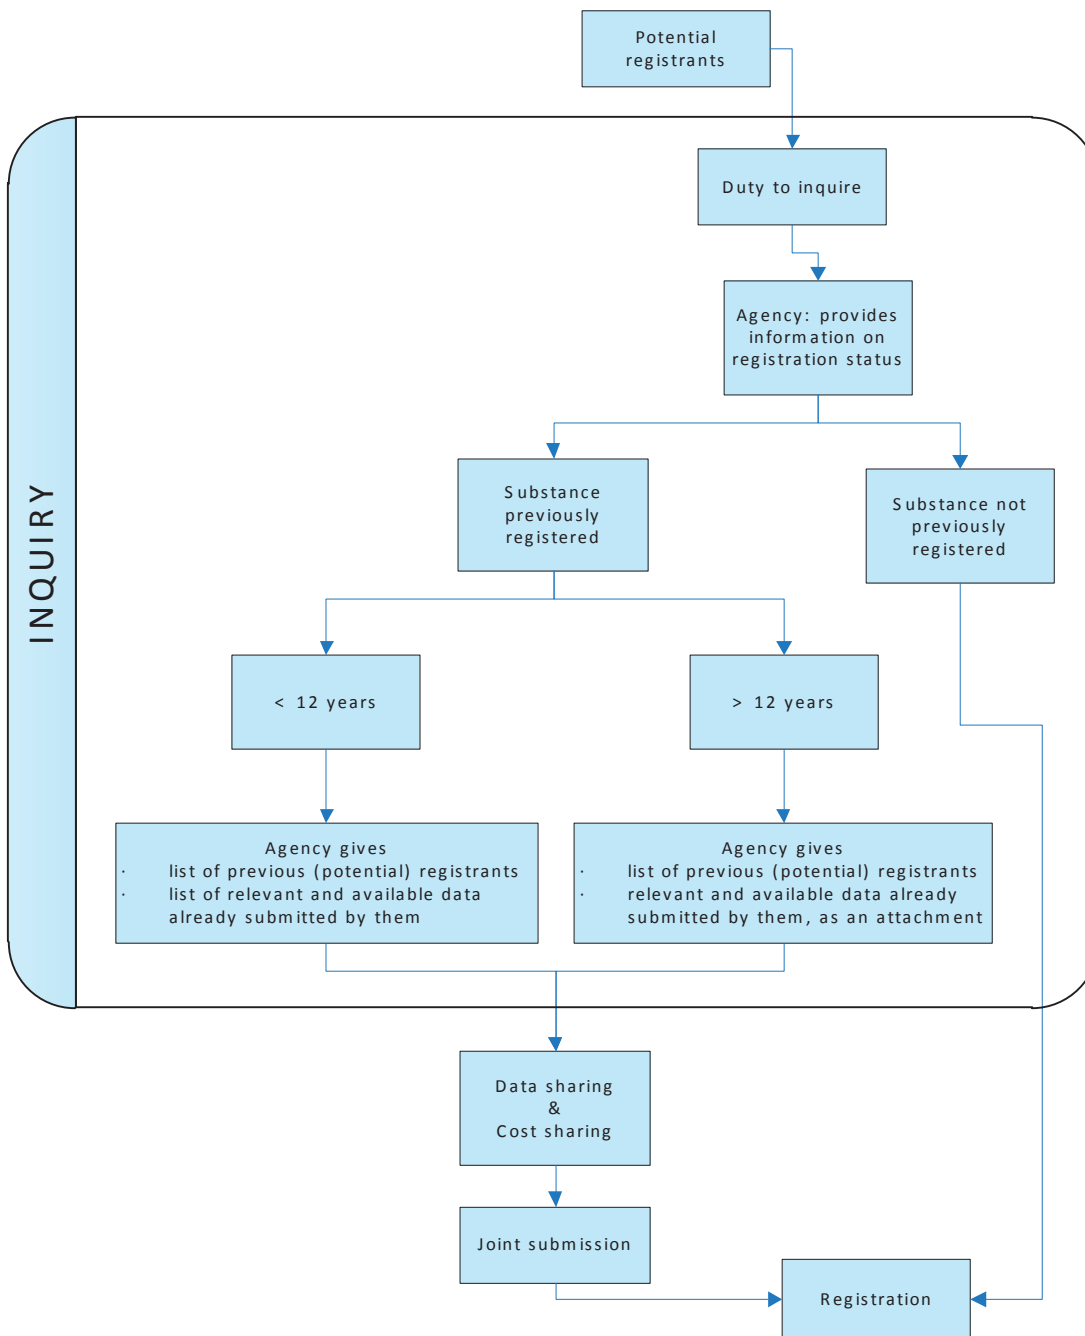 Potential
registrants
INQUIRY
Duty to inquire
Agency: provides
information on
registration status
Substance
previously
registered
Substance not
previously
registered
< 12 years
> 12 years
Agency gives
· list of previous (potential) registrants
· list of relevant and available data
already submitted by them
Agency gives
· list of previous (potential) registrants
· relevant and available data already
submitted by them, as an attachment
Data sharing
&
Cost sharing
Joint submission
Registration